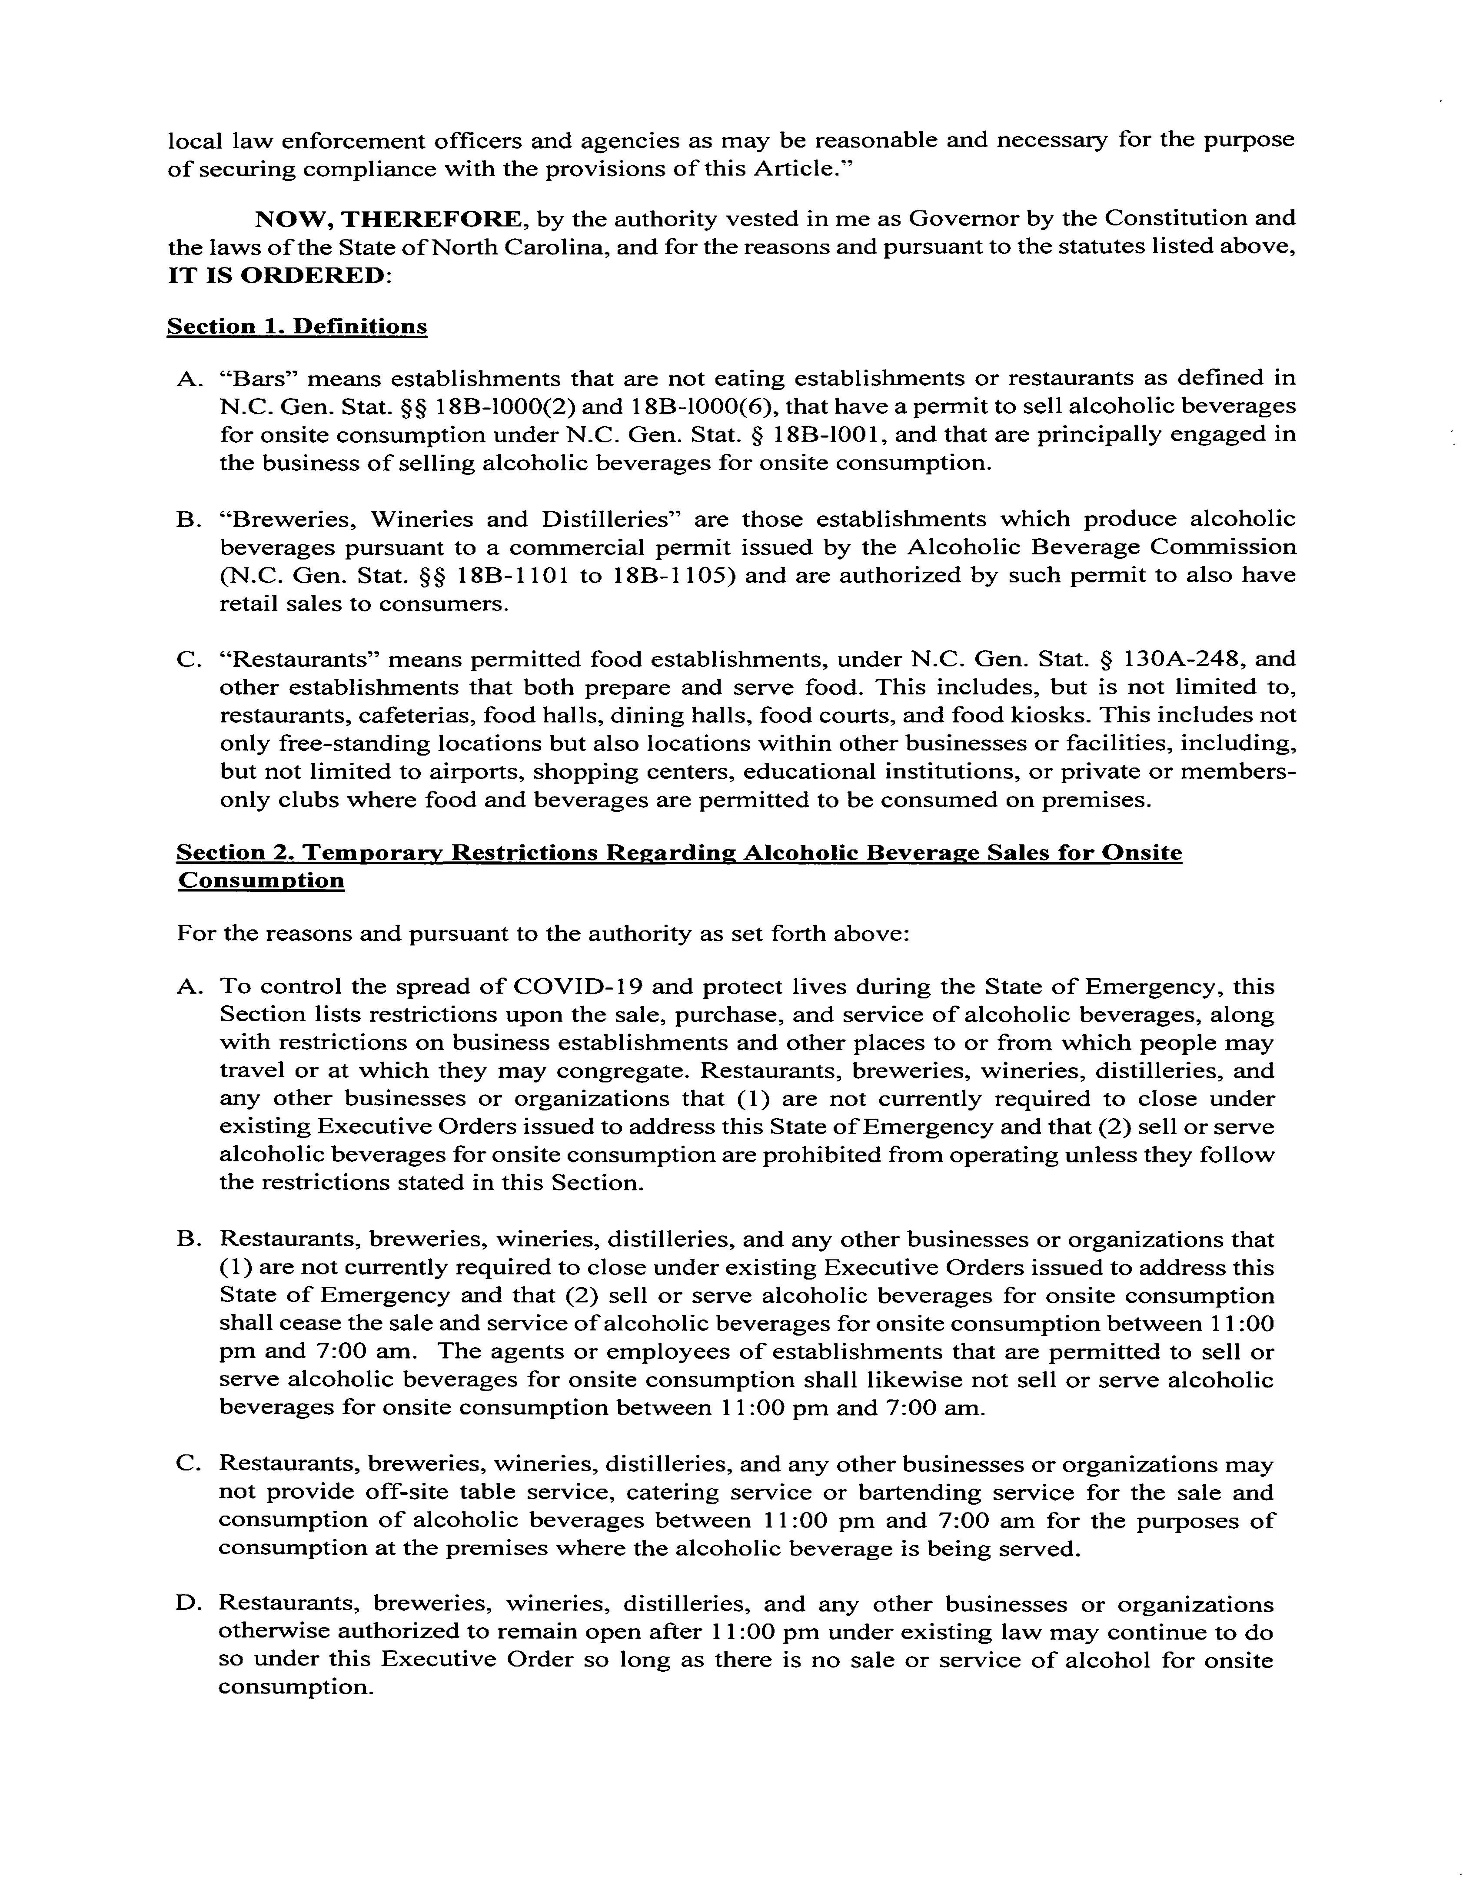 local law enforcement officers and agencies as may be reasonable and necessary for the purpose
of securing compliance with the provisions of this Article.”
NOW, THEREFORE, by the authority vested in me as Governor by the Constitution and
the laws of the State of North Carolina, and for the reasons and pursuant to the statutes listed above,
IT IS ORDERED:
Section 1. Definitions
A. “Bars” means establishments that are not eating establishments or restaurants as defined in
N.C. Gen. Stat. §§ 18B-1000(2) and 18B-1000(6), that have a permit to sell alcoholic beverages
for onsite consumption under N.C. Gen. Stat. § 18B-1001, and that are principally engaged in
the business of selling alcoholic beverages for onsite consumption.
B. “Breweries, Wineries and Distilleries” are those establishments which produce alcoholic
beverages pursuant to a commercial permit issued by the Alcoholic Beverage Commission
(N.C. Gen. Stat. §§ 18B-1101 to 18B-1105) and are authorized by such permit to also have
retail sales to consumers.
C. “Restaurants” means permitted food establishments, under N.C. Gen. Stat. § 130A-248, and
other establishments that both prepare and serve food. This includes, but is not limited to,
restaurants, cafeterias, food halls, dining halls, food courts, and food kiosks. This includes not
only free-standing locations but also locations within other businesses or facilities, including,
but not limited to airports, shopping centers, educational institutions, or private or members-
only clubs where food and beverages are permitted to be consumed on premises.
Section 2. Temporary Restrictions Regarding Alcoholic Beverage Sales for Onsite
Consumption
For the reasons and pursuant to the authority as set forth above:
A. To control the spread of COVID-19 and protect lives during the State of Emergency, this
Section lists restrictions upon the sale, purchase, and service of alcoholic beverages, along
with restrictions on business establishments and other places to or from which people may
travel or at which they may congregate. Restaurants, breweries, wineries, distilleries, and
any other businesses or organizations that (1) are not currently required to close under
existing Executive Orders issued to address this State of Emergency and that (2) sell or serve
alcoholic beverages for onsite consumption are prohibited from operating unless they follow
the restrictions stated in this Section.
B. Restaurants, breweries, wineries, distilleries, and any other businesses or organizations that
(1) are not currently required to close under existing Executive Orders issued to address this
State of Emergency and that (2) sell or serve alcoholic beverages for onsite consumption
shall cease the sale and service of alcoholic beverages for onsite consumption between 11:00
pm and 7:00 am. The agents or employees of establishments that are permitted to sell or
serve alcoholic beverages for onsite consumption shall likewise not sell or serve alcoholic
beverages for onsite consumption between 11:00 pm and 7:00 am.
C. Restaurants, breweries, wineries, distilleries, and any other businesses or organizations may
not provide off-site table service, catering service or bartending service for the sale and
consumption of alcoholic beverages between 11:00 pm and 7:00 am for the purposes of
consumption at the premises where the alcoholic beverage is being served.
D. Restaurants, breweries, wineries, distilleries, and any other businesses or organizations
otherwise authorized to remain open after 11:00 pm under existing law may continue to do
so under this Executive Order so long as there is no sale or service of alcohol for onsite
consumption.